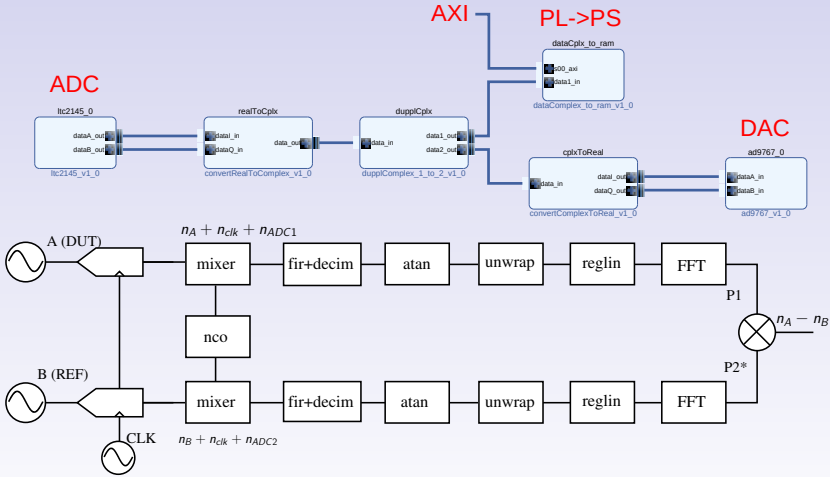 AXI
PL->PS
dataCplx_to_ram
s00_axi
data1_in
dataComplex_to_ram_v1_0
ADC
ltc2145_0
dataA_out
dataB_out
ltc2145_v1_0
realToCplx
dataI_in
dataQ_in
data_out
convertRealToComplex_v1_0
dupplCplx
data_in
data1_out
data2_out
dupplComplex_1_to_2_v1_0
cplxToReal
data_in
dataI_out
dataQ_out
convertComplexToReal_v1_0
DAC
ad9767_0
dataA_in
dataB_in
ad9767_v1_0
A (DUT)
n_A + n_clk + n_ADC1
mixer
fir+decim
atan
unwrap
reglin
FFT
P1
nco
n_A − n_B
P2*
B (REF)
mixer
fir+decim
atan
unwrap
reglin
FFT
CLK
n_B + n_clk + n_ADC2